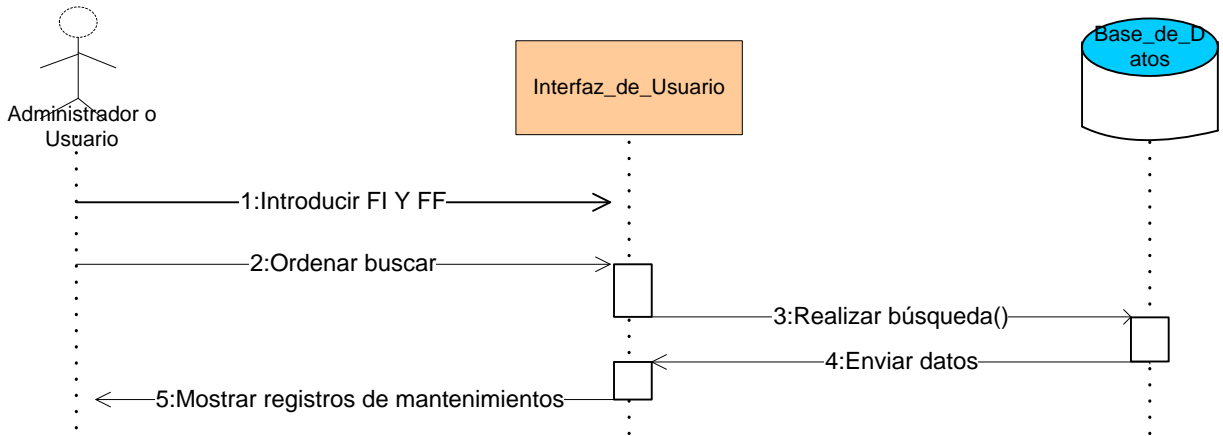 Administrador o
Usuario
Interfaz_de_Usuario
Base_de_D
atos
1:Introducir FI Y FF
2:Ordenar buscar
3:Realizar búsqueda()
4:Enviar datos
5:Mostrar registros de mantenimientos